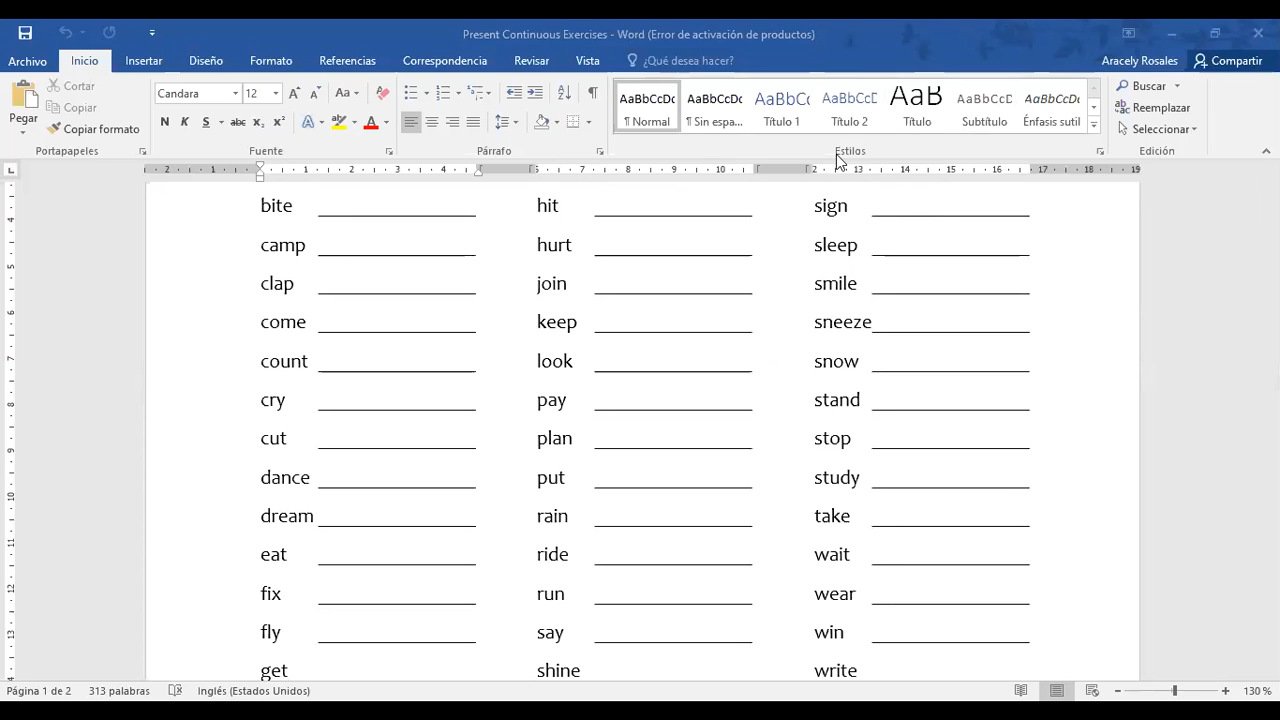 Present Continuous Exercises - Word (Error de activación de productos)
Archivo Inicio Insertar Diseño Formato Referencias Correspondencia Revisar Vista ¿Qué desea hacer? Aracely Rosales Compartir
Pegar
Cortar
Copiar
Copiar formato
Portapapeles
Candara 12
Fuente
Párrafo
AaBbCcDc AaBbCcDc AaBbCc AaBbCcD AaB AaBbCcD AaBbCcDc
¶ Normal ¶ Sin espa... Título 1 Título 2 Título Subtítulo Énfasis sutil
Estilos
Buscar
Reemplazar
Seleccionar
Edición
bite hit sign
camp hurt sleep
clap join smile
come keep sneeze
count look snow
cry pay stand
cut plan stop
dance put study
dream rain take
eat ride wait
fix run wear
fly say win
get shine write
Página 1 de 2 313 palabras Inglés (Estados Unidos) 130 %